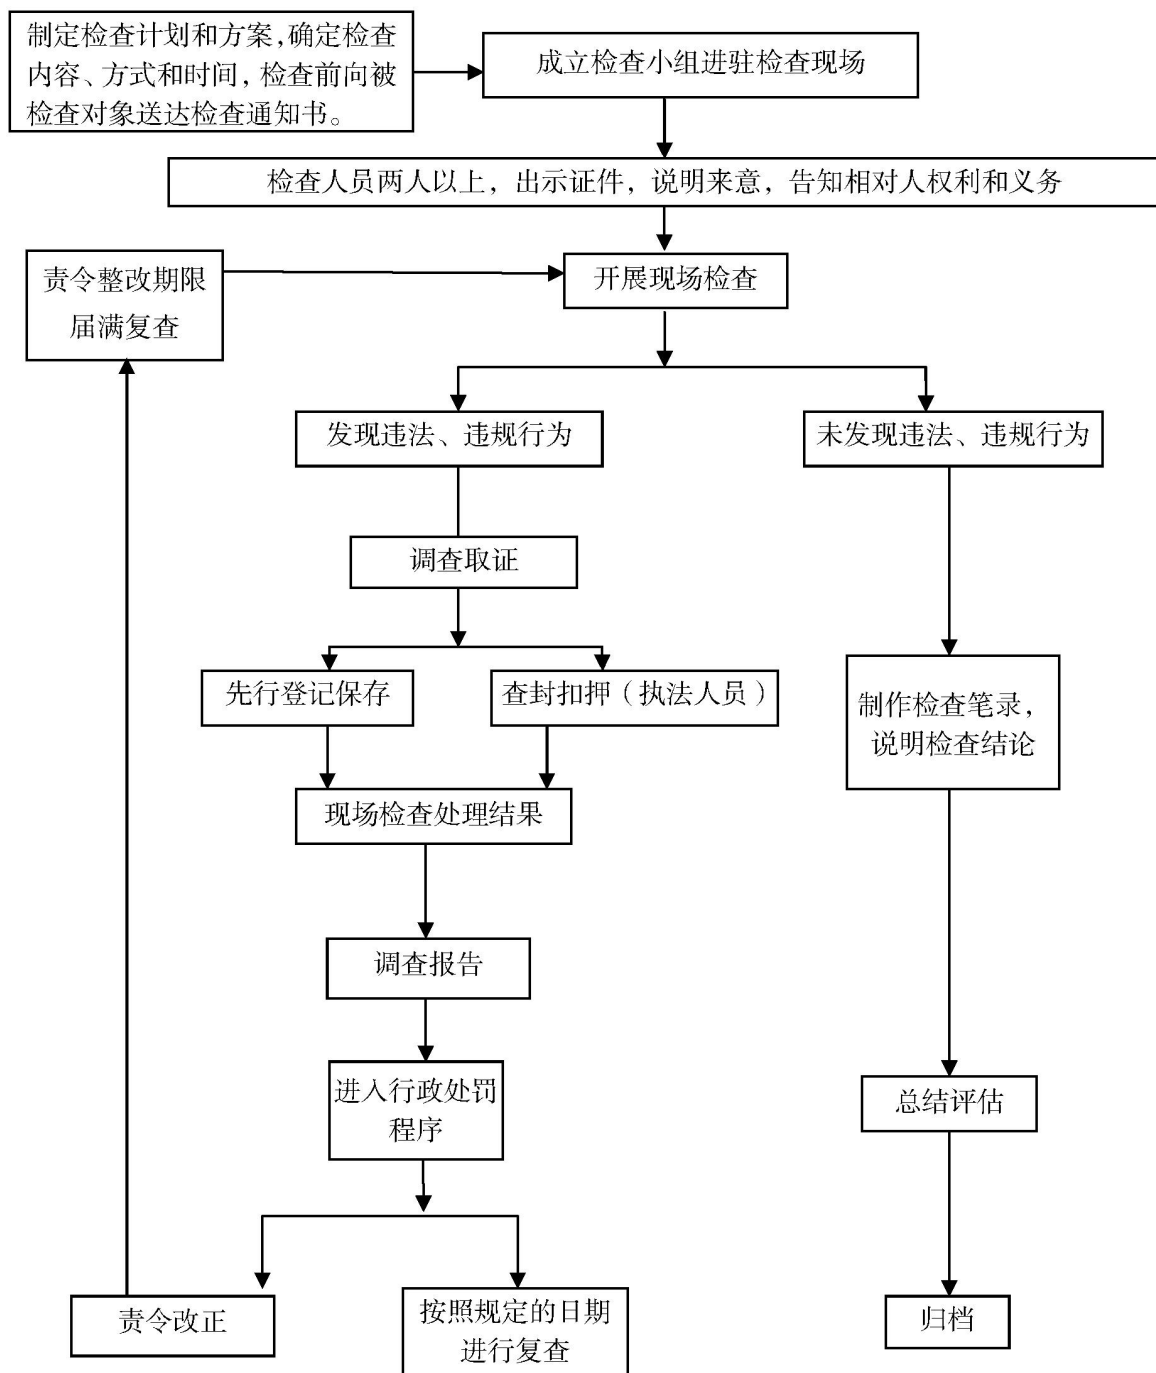 制定检查计划和方案,确定检查
内容、方式和时间，检查前向被
检查对象送达检查通知书。
成立检查小组进驻检查现场
检查人员两人以上，出示证件，说明来意，告知相对人权利和义务
责令整改期限
届满复查
开展现场检查
发现违法、违规行为
未发现违法、违规行为
调查取证
先行登记保存
查封扣押（执法人员）
制作检查笔录，
说明检查结论
现场检查处理结果
调查报告
进入行政处罚
程序
总结评估
责令改正
按照规定的日期
进行复查
归档